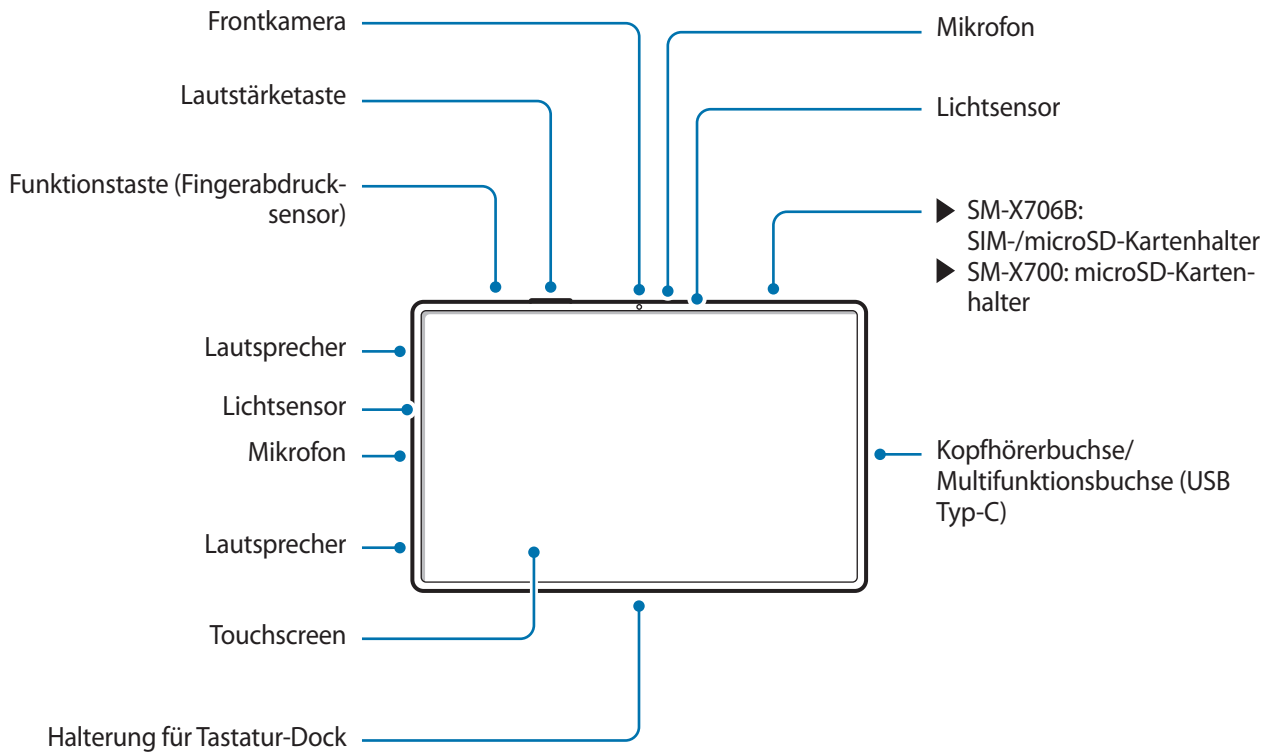 Frontkamera
Lautstärketaste
Funktionstaste (Fingerabdruck-
sensor)
Lautsprecher
Lichtsensor
Mikrofon
Lautsprecher
Touchscreen
Halterung für Tastatur-Dock
Mikrofon
Lichtsensor
▶ SM-X706B:
SIM-/microSD-Kartenhalter
▶ SM-X700: microSD-Karten-
halter
Kopfhörerbuchse/
Multifunktionsbuchse (USB
Typ-C)